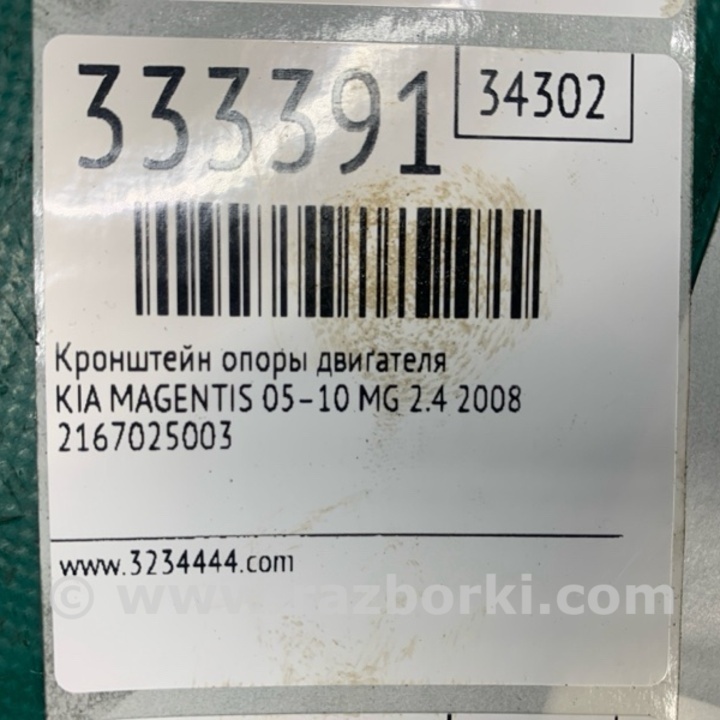 333391
34302
Кронштейн опоры двигателя
KIA MAGENTIS 05-10 MG 2.4 2008
2167025003
www.3234444.com
© www.razborki.com